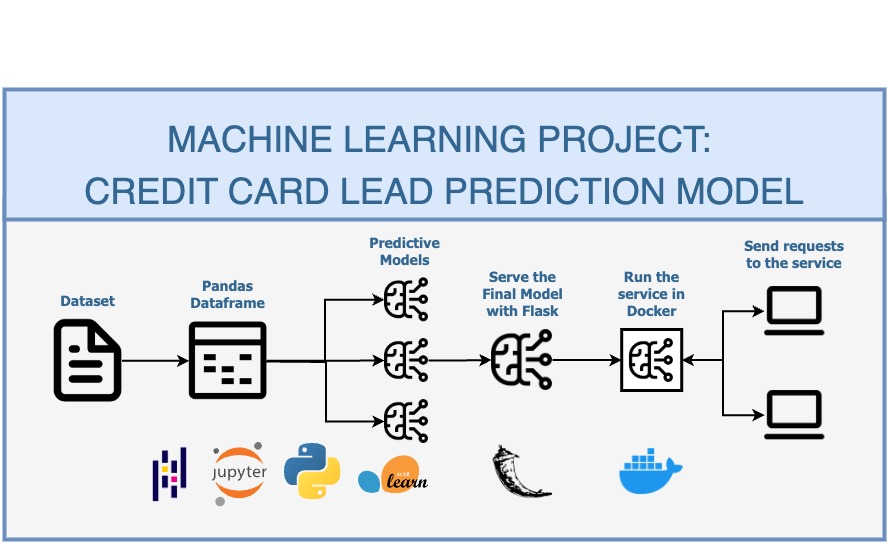 MACHINE LEARNING PROJECT:
CREDIT CARD LEAD PREDICTION MODEL
Dataset
Pandas
Dataframe
Predictive
Models
Serve the
Final Model
with Flask
Run the
service in
Docker
Send requests
to the service
jupyter
scikit
learn